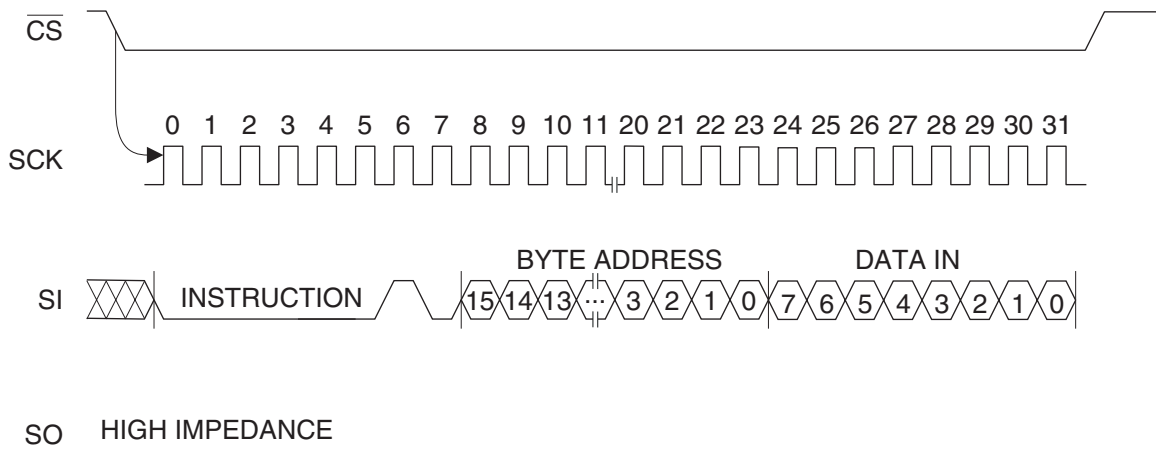 CS
0 1 2 3 4 5 6 7 8 9 10 11 20 21 22 23 24 25 26 27 28 29 30 31
SCK
BYTE ADDRESS DATA IN
SI INSTRUCTION 15 14 13 ... 3 2 1 0 7 6 5 4 3 2 1 0
SO HIGH IMPEDANCE